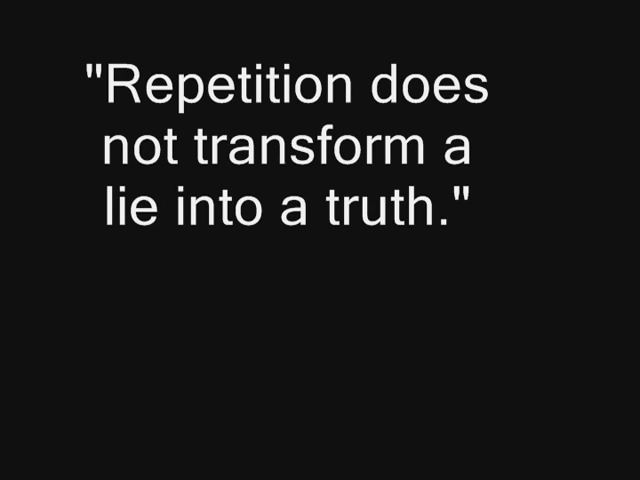 "Repetition does
not transform a
lie into a truth."